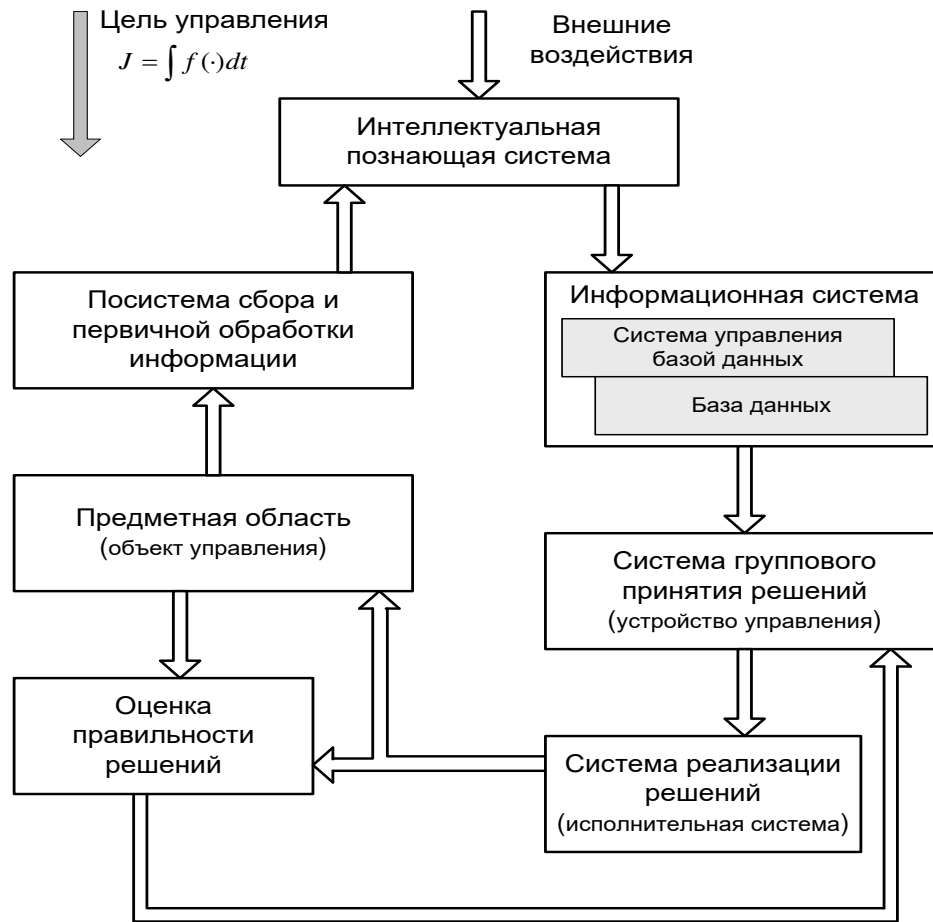 Цель управления
J = ∫ f (·)dt
Внешние
воздействия
Интеллектуальная
познающая система
Посистема сбора и
первичной обработки
информации
Информационная система
Система управления
базой данных
База данных
Предметная область
(объект управления)
Система группового
принятия решений
(устройство управления)
Оценка
правильности
решений
Система реализации
решений
(исполнительная система)